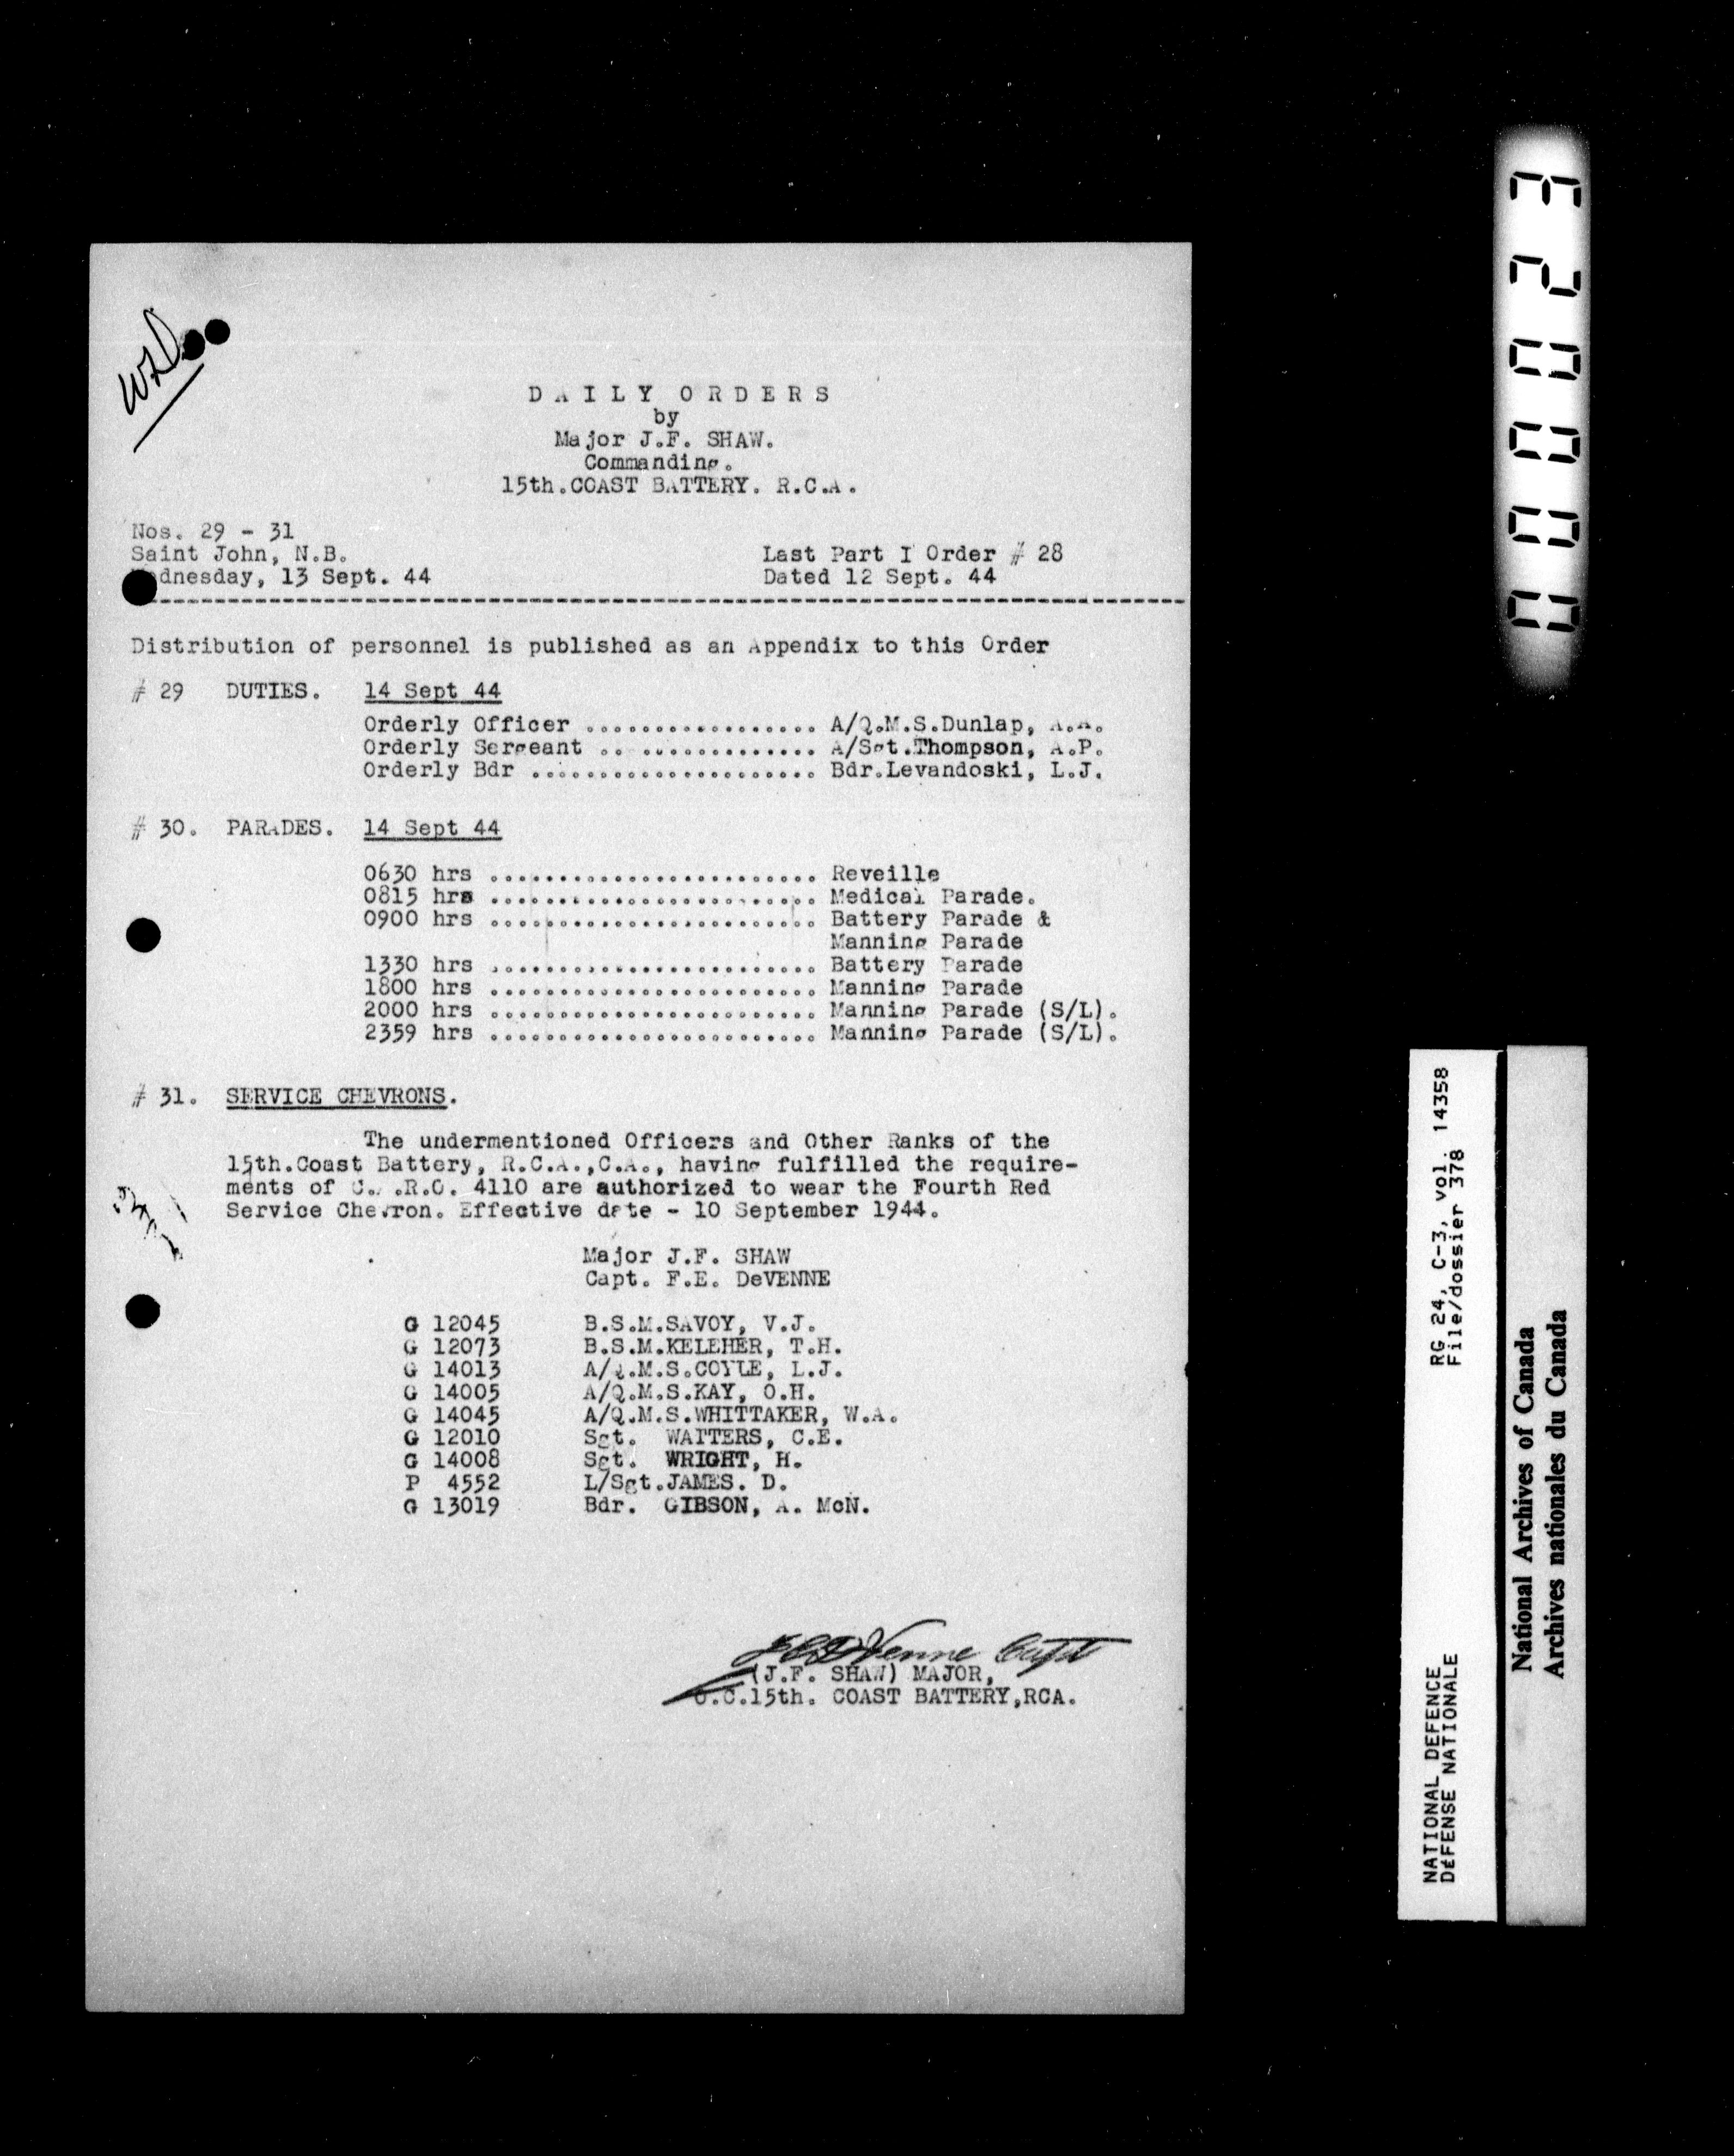 W.D.
DAILY ORDERS
by
Major J.F. SHAW.
Commanding.
15th.COAST BATTERY. R.C.A.
Nos. 29 - 31
Saint John, N.B.
Wednesday, 13 Sept. 44
Last Part I Order # 28
Dated 12 Sept. 44
Distribution of personnel is published as an Appendix to this Order
# 29 DUTIES. 14 Sept 44
Orderly Officer ................. A/Q.M.S.Dunlap, A.A.
Orderly Sergeant .. ............. A/Sgt.Thompson, A.P.
Orderly Bdr ..................... Bdr.Levandoski, L.J.
# 30. PARADES. 14 Sept 44
0630 hrs ........................ Reveille
0815 hrs ........................ Medical Parade.
0900 hrs ........................ Battery Parade &
Manning Parade
1330 hrs ........................ Battery Parade
1800 hrs ........................ Manning Parade
2000 hrs ........................ Manning Parade (S/L).
2359 hrs ........................ Manning Parade (S/L).
# 31. SERVICE CHEVRONS.
The undermentioned Officers and Other Ranks of the
15th.Coast Battery, R.C.A.,C.A., having fulfilled the require-
ments of C.A.R.O. 4110 are authorized to wear the Fourth Red
Service Chevron. Effective date - 10 September 1944.
Major J.F. SHAW
Capt. F.E. DeVENNE
G 12045 B.S.M.SAVOY, V.J.
G 12073 B.S.M.KELEHER, T.H.
G 14013 A/Q.M.S.COYLE, L.J.
G 14005 A/Q.M.S.KAY, O.H.
G 14045 A/Q.M.S.WHITTAKER, W.A.
G 12010 Sgt. WATTERS, C.E.
G 14008 Sgt. WRIGHT, H.
P 4552 L/Sgt.JAMES. D.
G 13019 Bdr. GIBSON, A. McN.
FEDeVenne Capt
(J.F. SHAW) MAJOR,
O.C.15th. COAST BATTERY,RCA.
000023
RG 24, C-3, vol. 14358
File/dossier 378
NATIONAL DEFENCE
DÉFENSE NATIONALE
National Archives of Canada
Archives nationales du Canada